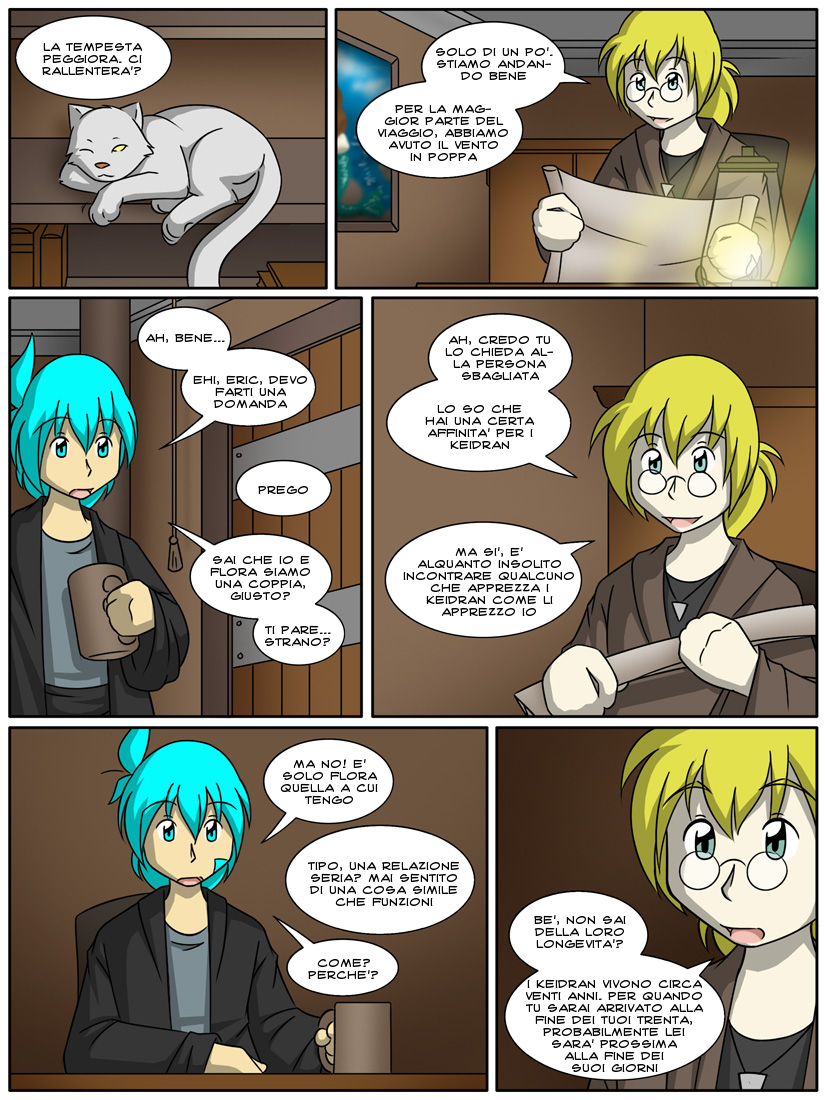 LA TEMPESTA
PEGGIORA. CI
RALLENTERA'?
SOLO DI UN PO'.
STIAMO ANDAN-
DO BENE
PER LA MAG-
GIOR PARTE DEL
VIAGGIO, ABBIAMO
AVUTO IL VENTO
IN POPPA
AH, BENE...
EHI, ERIC, DEVO
FARTI UNA
DOMANDA
PREGO
SAI CHE IO E
FLORA SIAMO
UNA COPPIA,
GIUSTO?
TI PARE...
STRANO?
AH, CREDO TU
LO CHIEDA AL-
LA PERSONA
SBAGLIATA
LO SO CHE
HAI UNA CERTA
AFFINITA' PER I
KEIDRAN
MA SI', E'
ALQUANTO INSOLITO
INCONTRARE QUALCUNO
CHE APPREZZA I
KEIDRAN COME LI
APPREZZO IO
MA NO! E'
SOLO FLORA
QUELLA A CUI
TENGO
TIPO, UNA RELAZIONE
SERIA? MAI SENTITO
DI UNA COSA SIMILE
CHE FUNZIONI
COME?
PERCHE'?
BE', NON SAI
DELLA LORO
LONGEVITA'?
I KEIDRAN VIVONO CIRCA
VENTI ANNI. PER QUANDO
TU SARAI ARRIVATO ALLA
FINE DEI TUOI TRENTA,
PROBABILMENTE LEI
SARA' PROSSIMA
ALLA FINE DEI
SUOI GIORNI